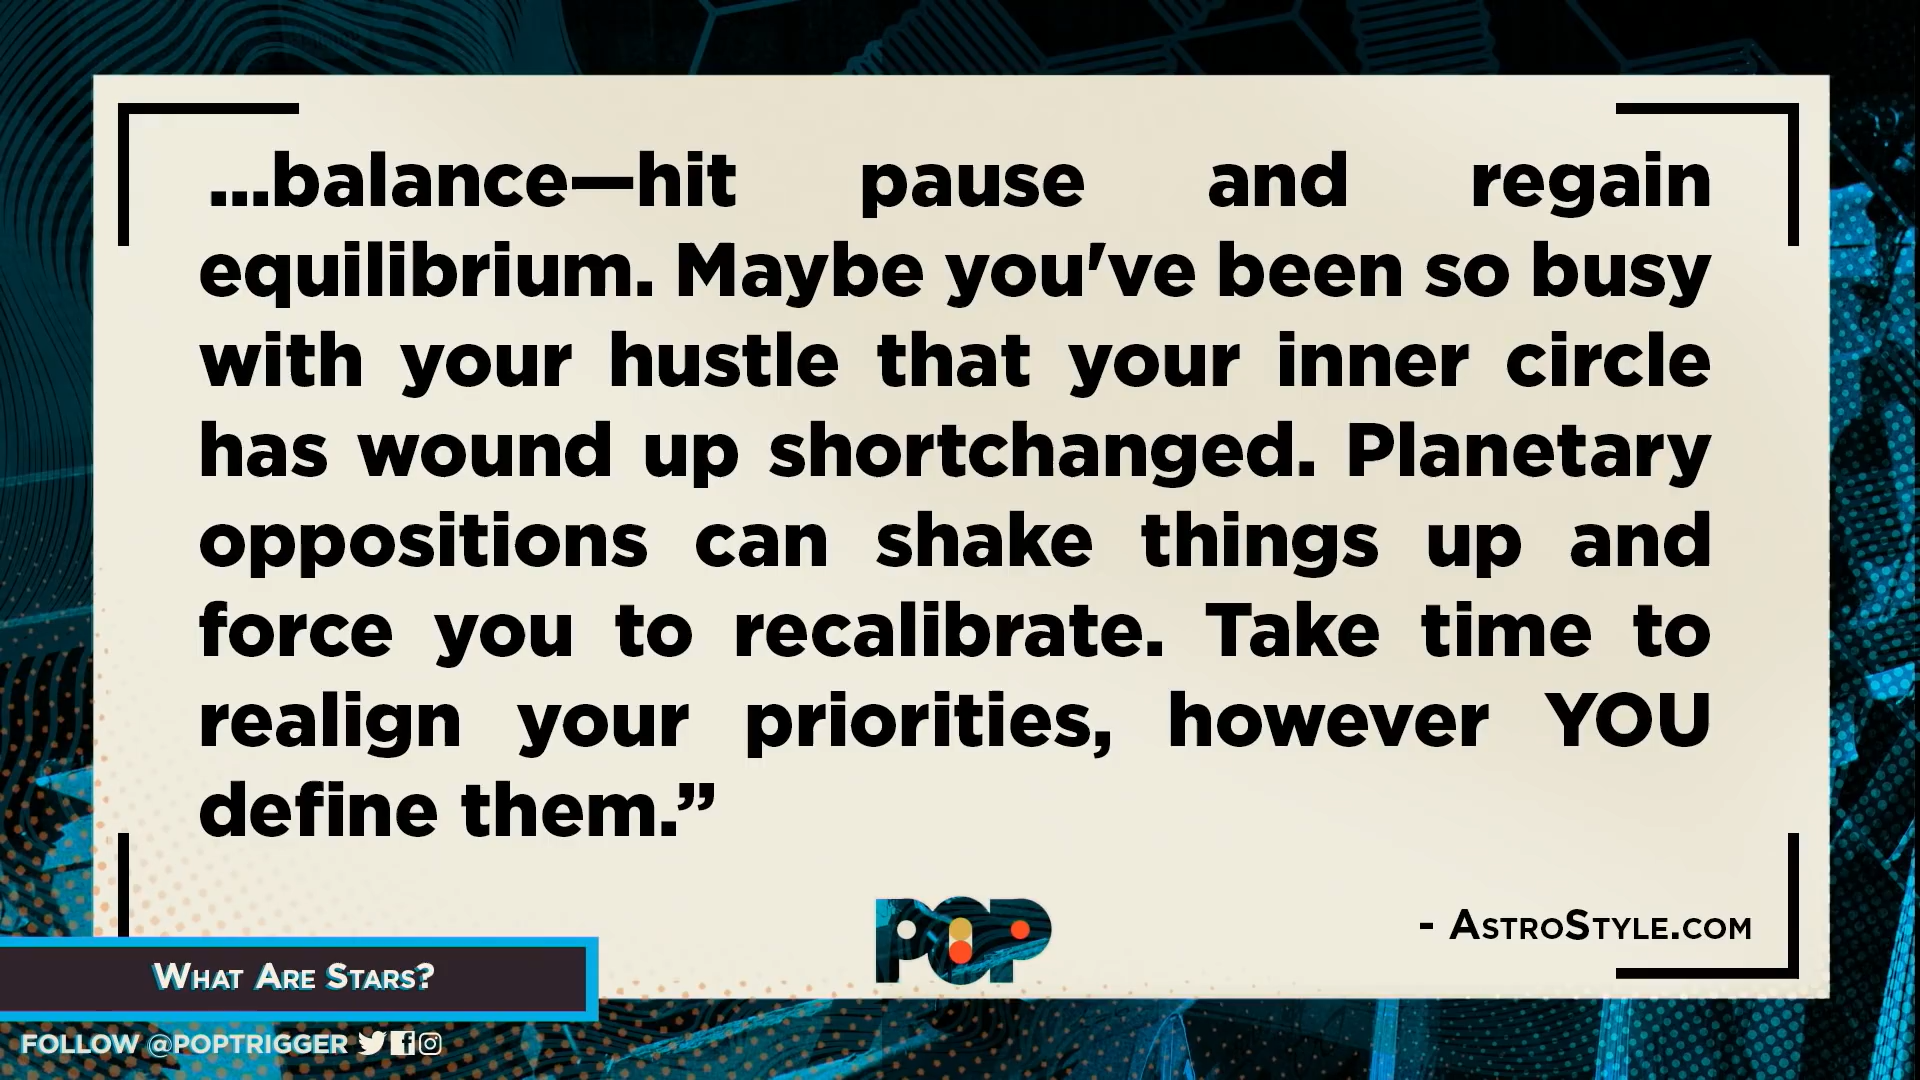 ...balance—hit pause and regain
equilibrium. Maybe you've been so busy
with your hustle that your inner circle
has wound up shortchanged. Planetary
oppositions can shake things up and
force you to recalibrate. Take time to
realign your priorities, however YOU
define them.”
POP
- AstroStyle.com
What Are Stars?
FOLLOW @POPTRIGGER